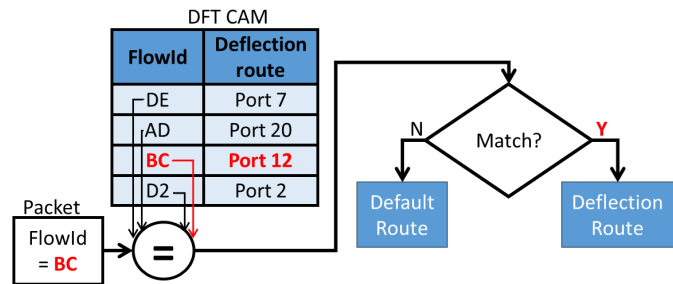 DFT CAM
FlowId
Deflection
route
DE
Port 7
AD
Port 20
BC
Port 12
D2
Port 2
Packet
FlowId
= BC
=
Match?
N
Y
Default
Route
Deflection
Route